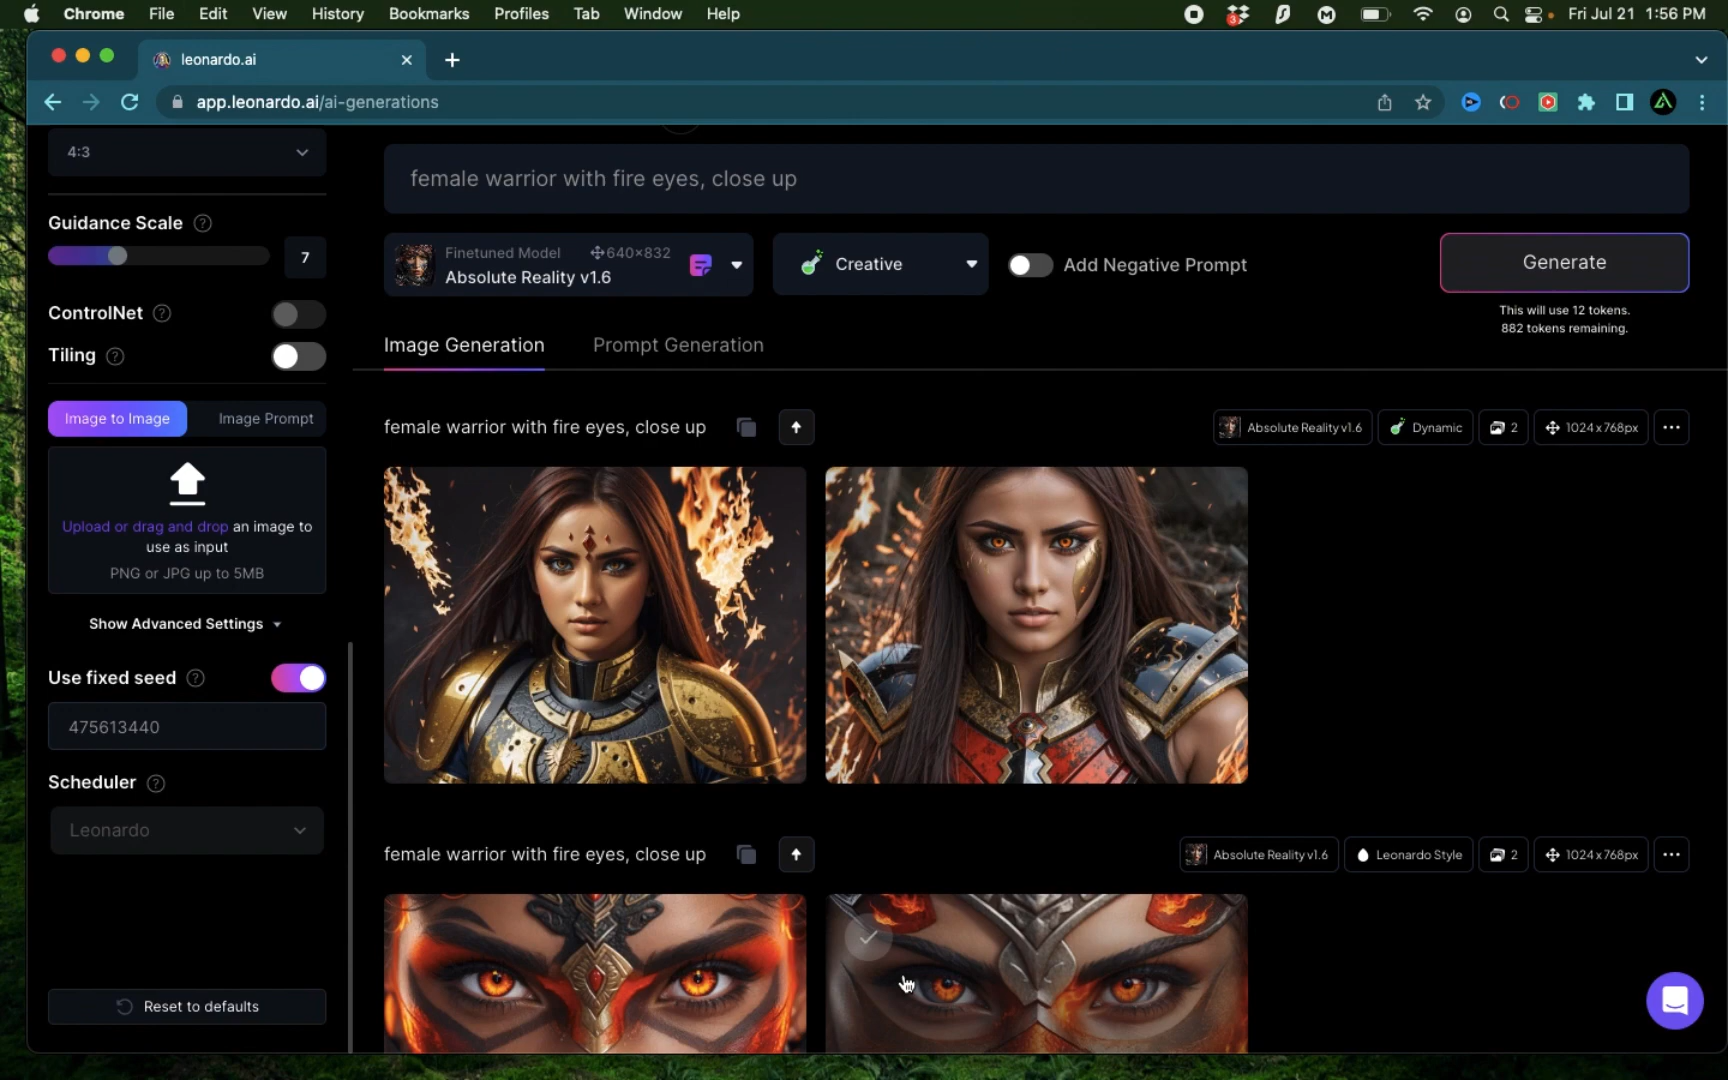 Chrome File Edit View History Bookmarks Profiles Tab Window Help
3
M
Fri Jul 21 1:56 PM
leonardo.ai
app.leonardo.ai/ai-generations
4:3
Guidance Scale ?
7
ControlNet ?
Tiling ?
Image to Image Image Prompt
Upload or drag and drop an image to
use as input
PNG or JPG up to 5MB
Show Advanced Settings
Use fixed seed ?
475613440
Scheduler ?
Leonardo
Reset to defaults
female warrior with fire eyes, close up
Finetuned Model 640×832
Absolute Reality v1.6
Creative
Add Negative Prompt
Generate
This will use 12 tokens.
882 tokens remaining.
Image Generation Prompt Generation
female warrior with fire eyes, close up
Absolute Reality v1.6 Dynamic 2 1024 x 768px
female warrior with fire eyes, close up
Absolute Reality v1.6 Leonardo Style 2 1024 x 768px